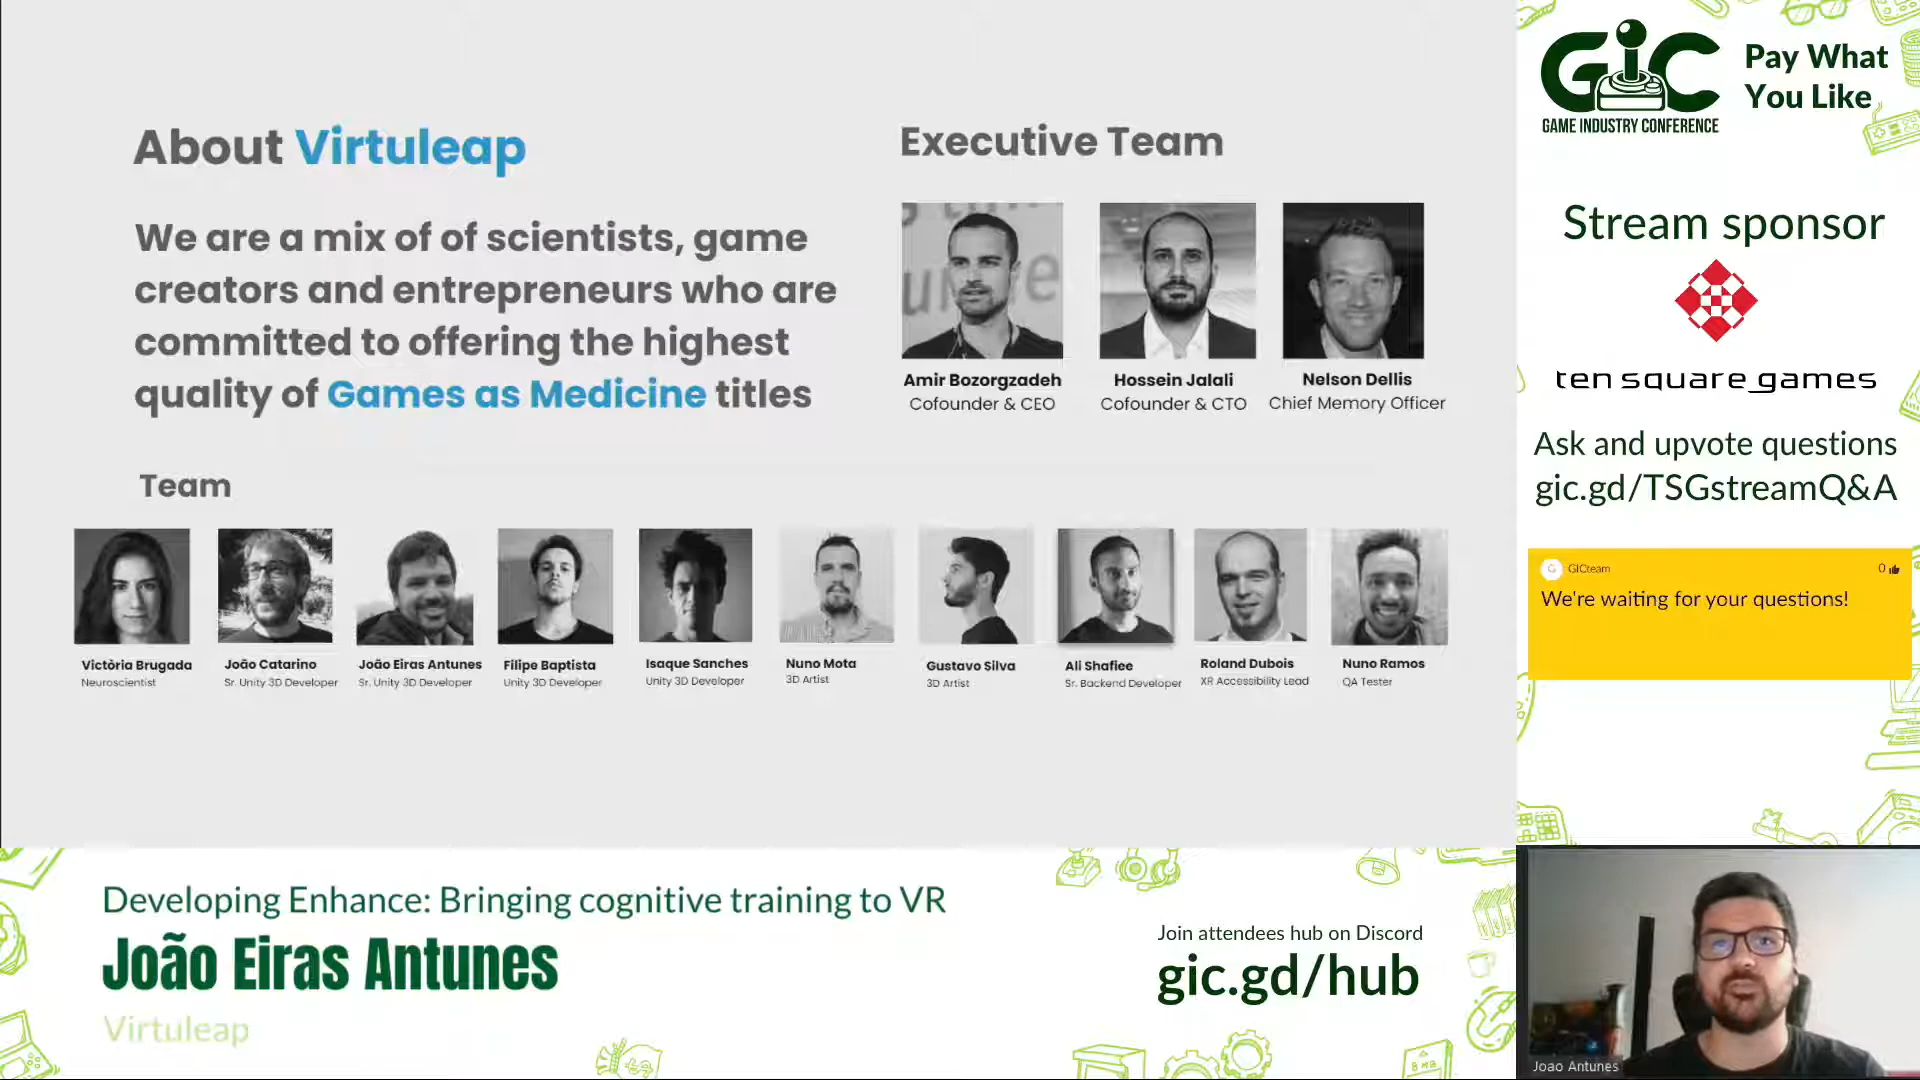 About Virtuleap
We are a mix of of scientists, game
creators and entrepreneurs who are
committed to offering the highest
quality of Games as Medicine titles
Executive Team
Amir Bozorgzadeh
Cofounder & CEO
Hossein Jalali
Cofounder & CTO
Nelson Dellis
Chief Memory Officer
Team
Victòria Brugada
Neuroscientist
João Catarino
Sr. Unity 3D Developer
João Eiras Antunes
Sr. Unity 3D Developer
Filipe Baptista
Unity 3D Developer
Isaque Sanches
Unity 3D Developer
Nuno Mota
3D Artist
Gustavo Silva
3D Artist
Ali Shafiee
Sr. Backend Developer
Roland Dubois
XR Accessibility Lead
Nuno Ramos
QA Tester
GIC
GAME INDUSTRY CONFERENCE
Pay What
You Like
Stream sponsor
ten square games
Ask and upvote questions
gic.gd/TSGstreamQ&A
G
GICteam
0
We're waiting for your questions!
Developing Enhance: Bringing cognitive training to VR
João Eiras Antunes
Virtuleap
Join attendees hub on Discord
gic.gd/hub
Joao Antunes